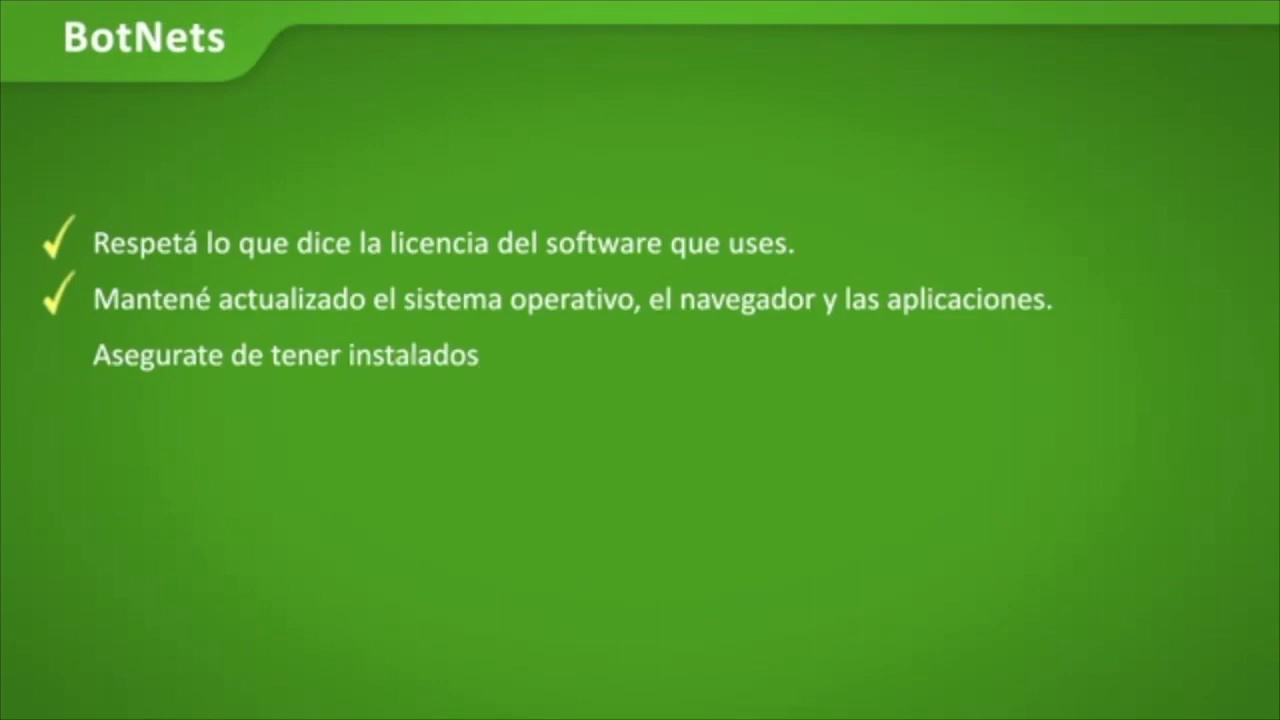 BotNets
Respetá lo que dice la licencia del software que uses.
Mantené actualizado el sistema operativo, el navegador y las aplicaciones.
Asegurate de tener instalados